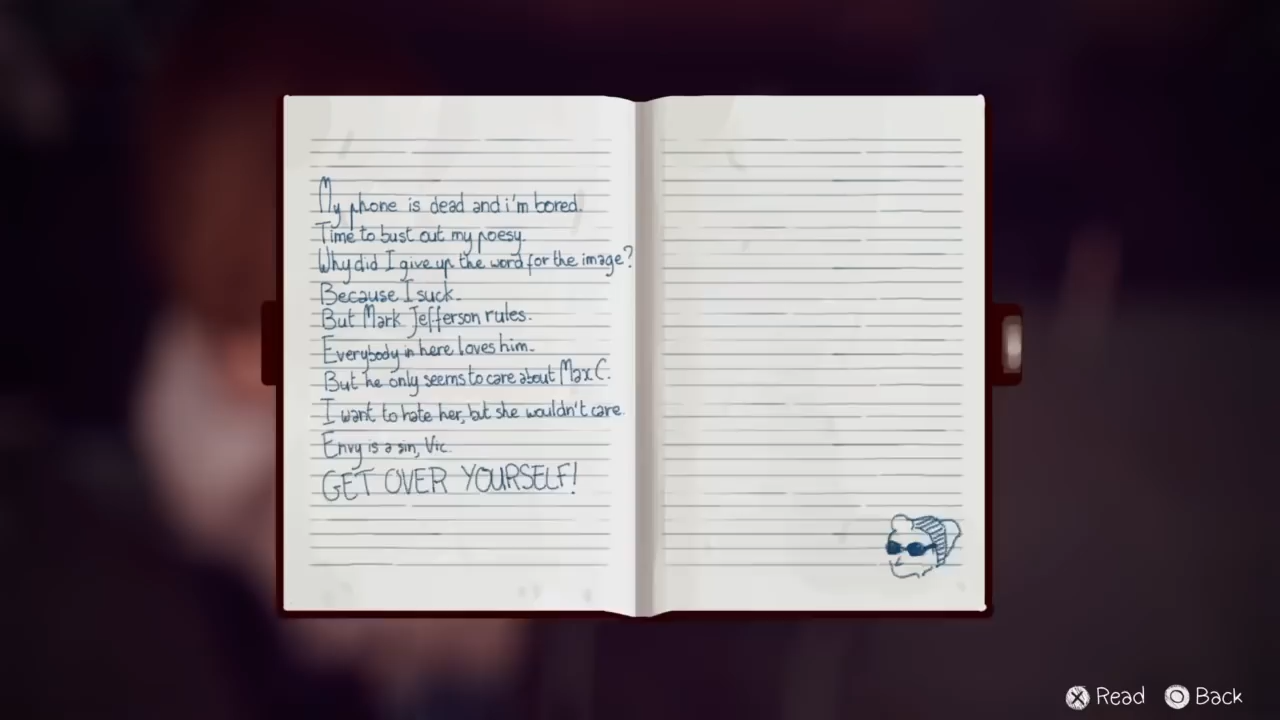 My phone is dead and i'm bored.
Time to bust out my poesy.
Why did I give up the word for the image?
Because I suck.
But Mark Jefferson rules.
Everybody in here loves him.
But he only seems to care about Max C.
I want to hate her, but she wouldn't care.
Envy is a sin, Vic.
GET OVER YOURSELF!
Read Back